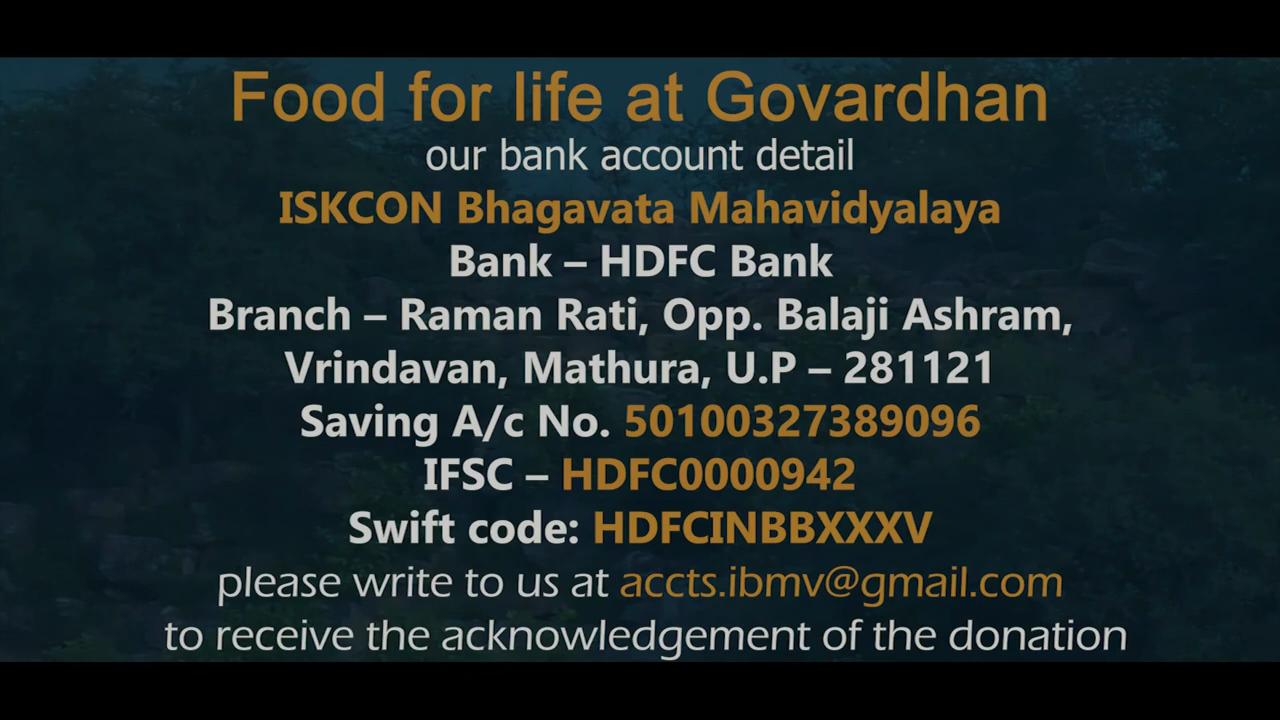 Food for life at Govardhan
our bank account detail
ISKCON Bhagavata Mahavidyalaya
Bank – HDFC Bank
Branch – Raman Rati, Opp. Balaji Ashram,
Vrindavan, Mathura, U.P – 281121
Saving A/c No. 50100327389096
IFSC – HDFC0000942
Swift code: HDFCINBBXXXV
please write to us at accts.ibmv@gmail.com
to receive the acknowledgement of the donation